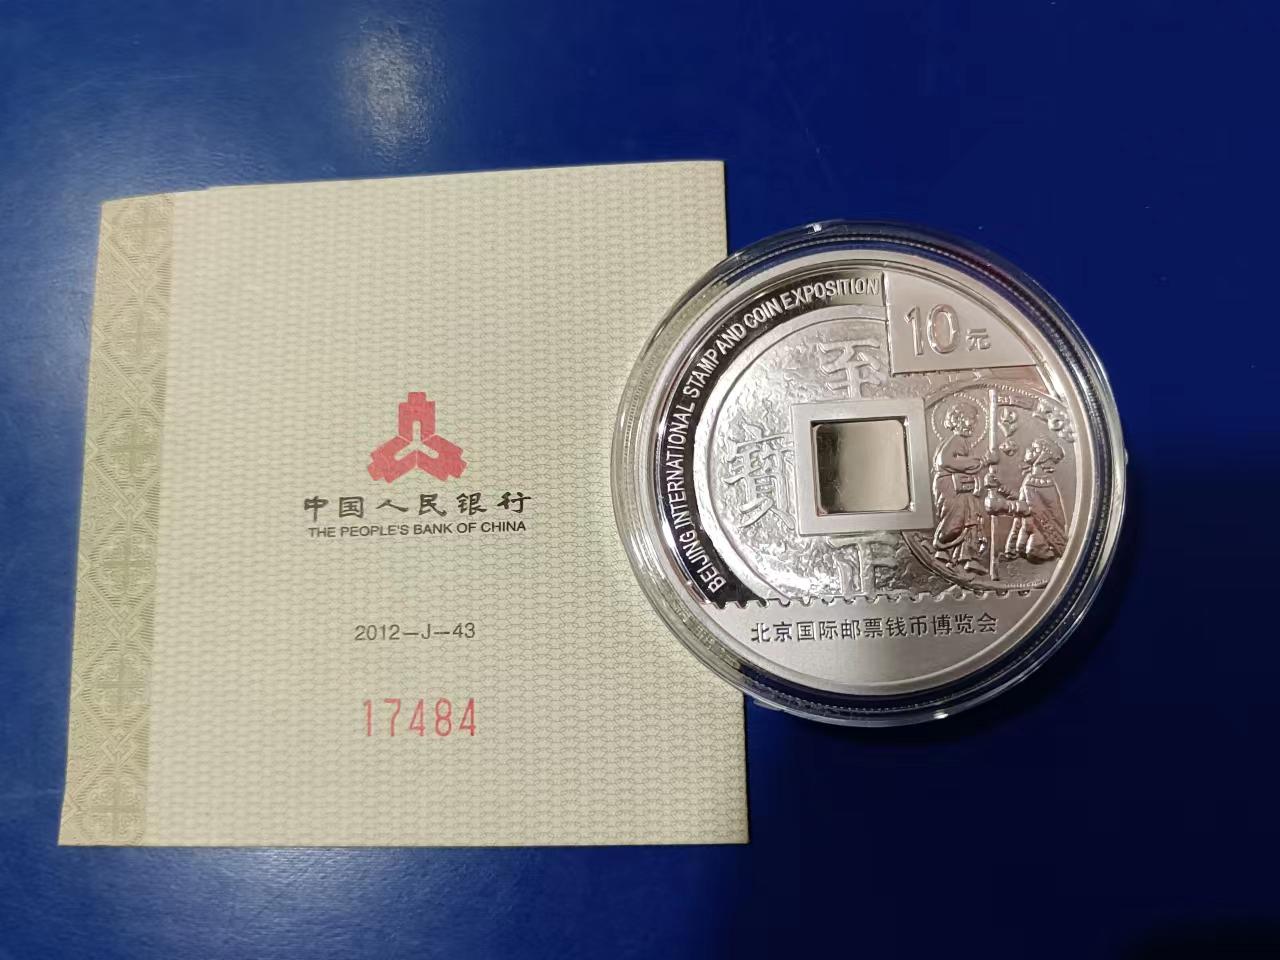 中国人民银行
THE PEOPLE'S BANK OF CHINA
2012-J-43
17484
BEIJING INTERNATIONAL STAMP AND COIN EXPOSITION
10元
至
寶
正
北京国际邮票钱币博览会